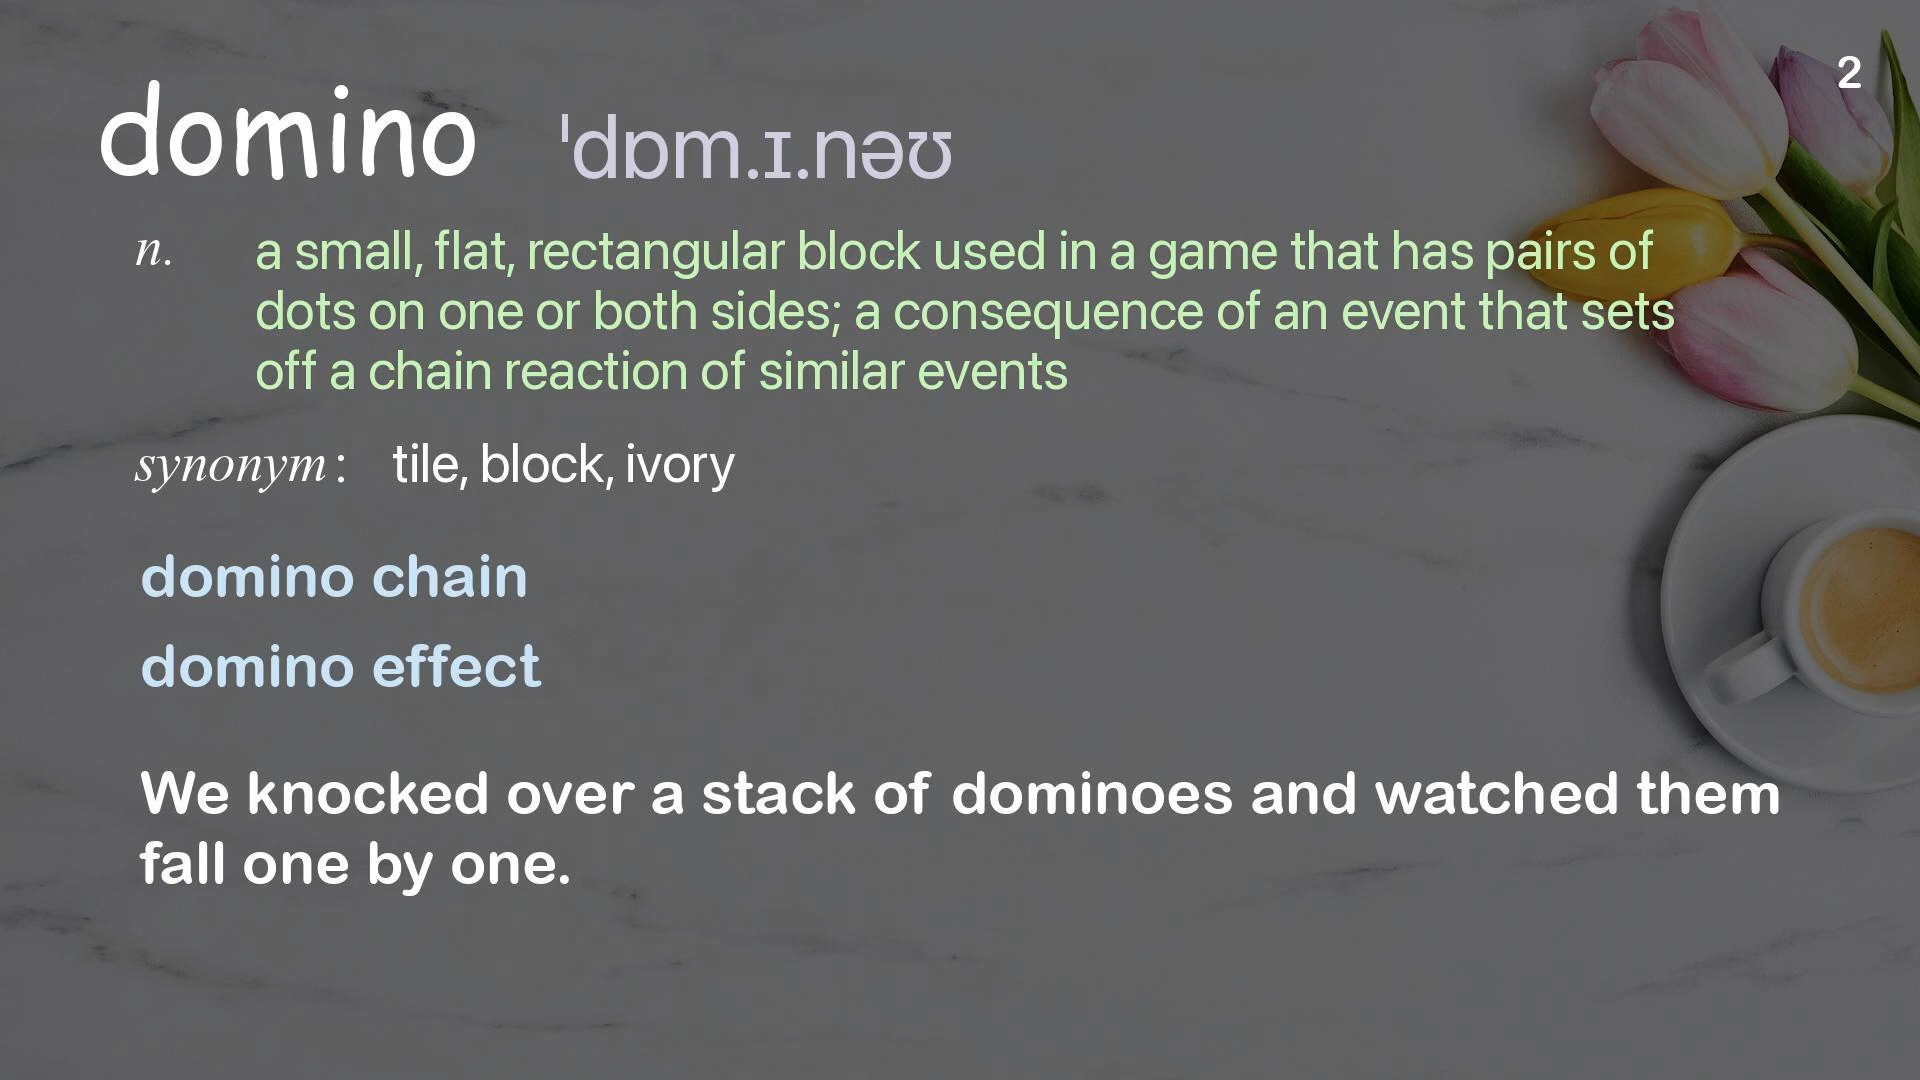 2
domino ˈdɒm.ɪ.nəʊ
n. a small, flat, rectangular block used in a game that has pairs of
dots on one or both sides; a consequence of an event that sets
off a chain reaction of similar events
synonym: tile, block, ivory
domino chain
domino effect
We knocked over a stack of dominoes and watched them
fall one by one.